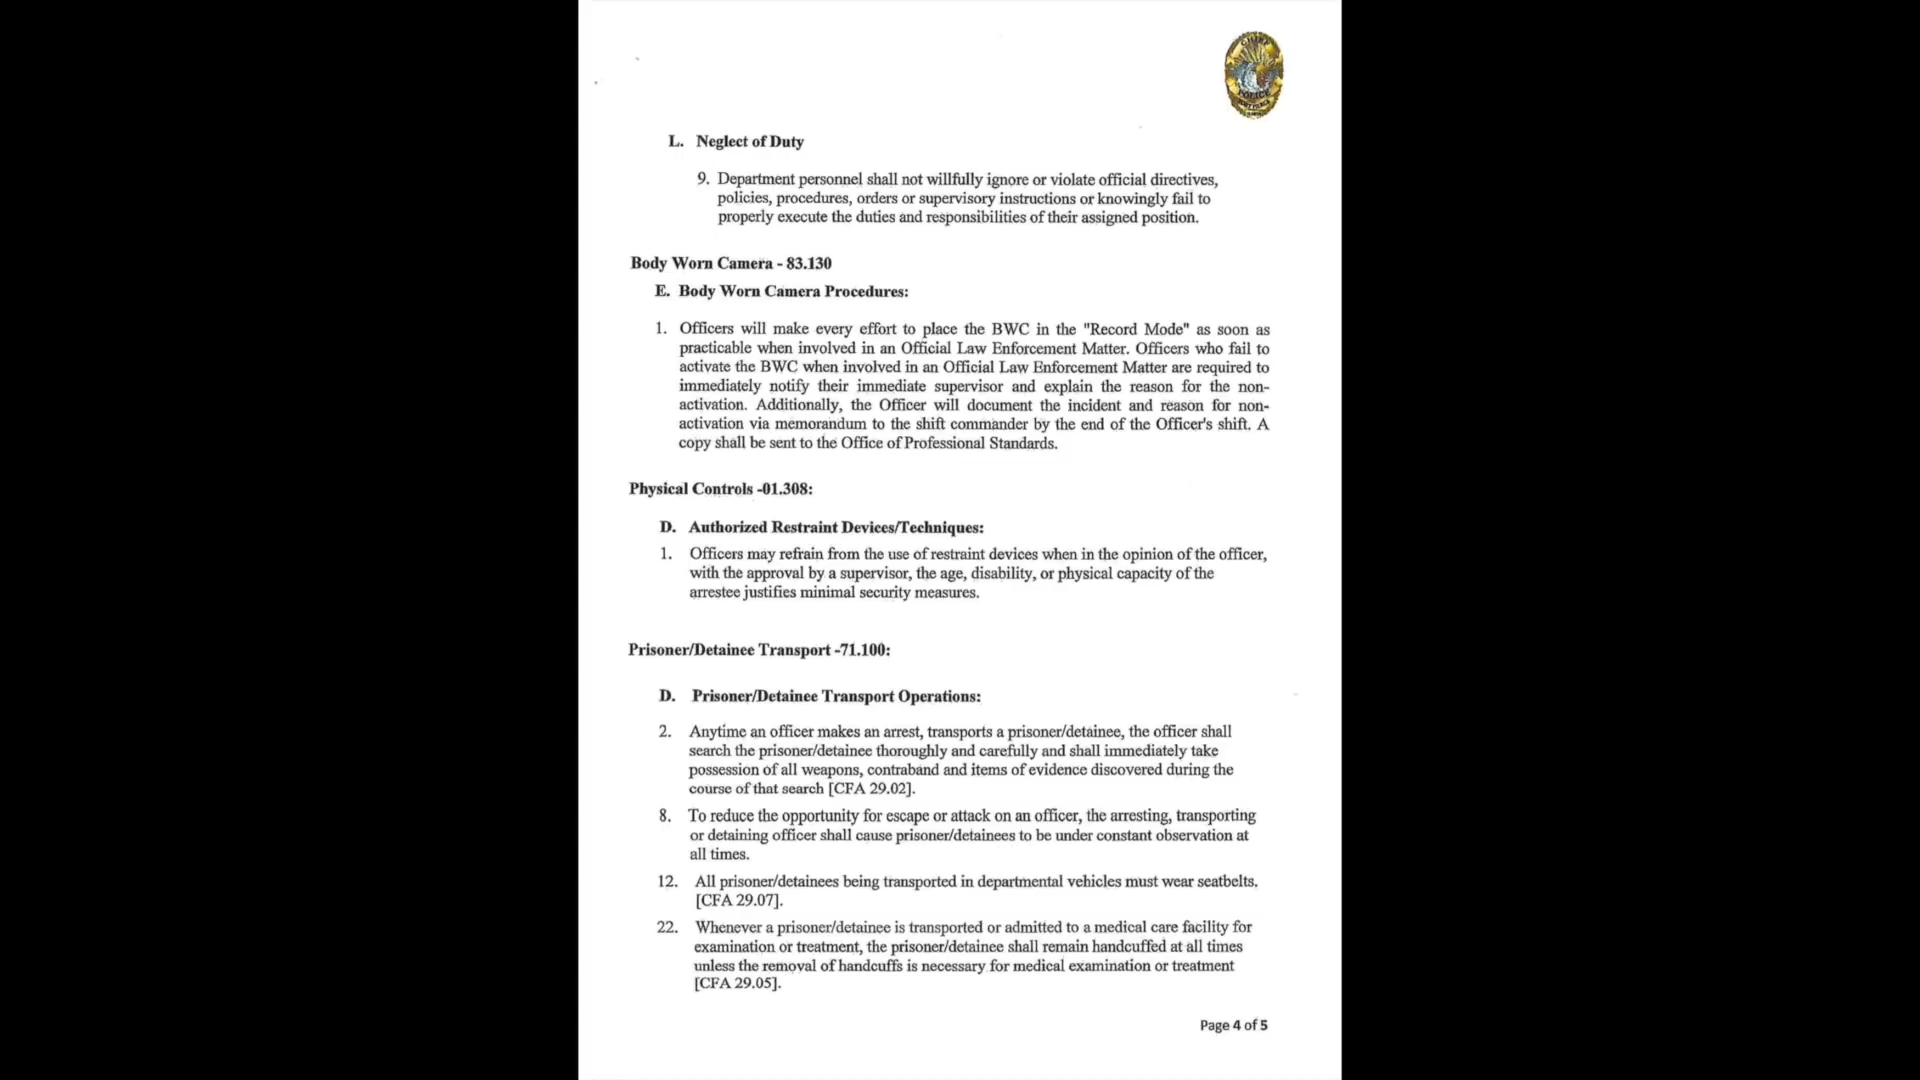 CHIEF
POLICE
L. Neglect of Duty
9. Department personnel shall not willfully ignore or violate official directives,
policies, procedures, orders or supervisory instructions or knowingly fail to
properly execute the duties and responsibilities of their assigned position.
Body Worn Camera - 83.130
E. Body Worn Camera Procedures:
1. Officers will make every effort to place the BWC in the "Record Mode" as soon as
practicable when involved in an Official Law Enforcement Matter. Officers who fail to
activate the BWC when involved in an Official Law Enforcement Matter are required to
immediately notify their immediate supervisor and explain the reason for the non-
activation. Additionally, the Officer will document the incident and reason for non-
activation via memorandum to the shift commander by the end of the Officer's shift. A
copy shall be sent to the Office of Professional Standards.
Physical Controls -01.308:
D. Authorized Restraint Devices/Techniques:
1. Officers may refrain from the use of restraint devices when in the opinion of the officer,
with the approval by a supervisor, the age, disability, or physical capacity of the
arrestee justifies minimal security measures.
Prisoner/Detainee Transport -71.100:
D. Prisoner/Detainee Transport Operations:
2. Anytime an officer makes an arrest, transports a prisoner/detainee, the officer shall
search the prisoner/detainee thoroughly and carefully and shall immediately take
possession of all weapons, contraband and items of evidence discovered during the
course of that search [CFA 29.02].
8. To reduce the opportunity for escape or attack on an officer, the arresting, transporting
or detaining officer shall cause prisoner/detainees to be under constant observation at
all times.
12. All prisoner/detainees being transported in departmental vehicles must wear seatbelts.
[CFA 29.07].
22. Whenever a prisoner/detainee is transported or admitted to a medical care facility for
examination or treatment, the prisoner/detainee shall remain handcuffed at all times
unless the removal of handcuffs is necessary for medical examination or treatment
[CFA 29.05].
Page 4 of 5